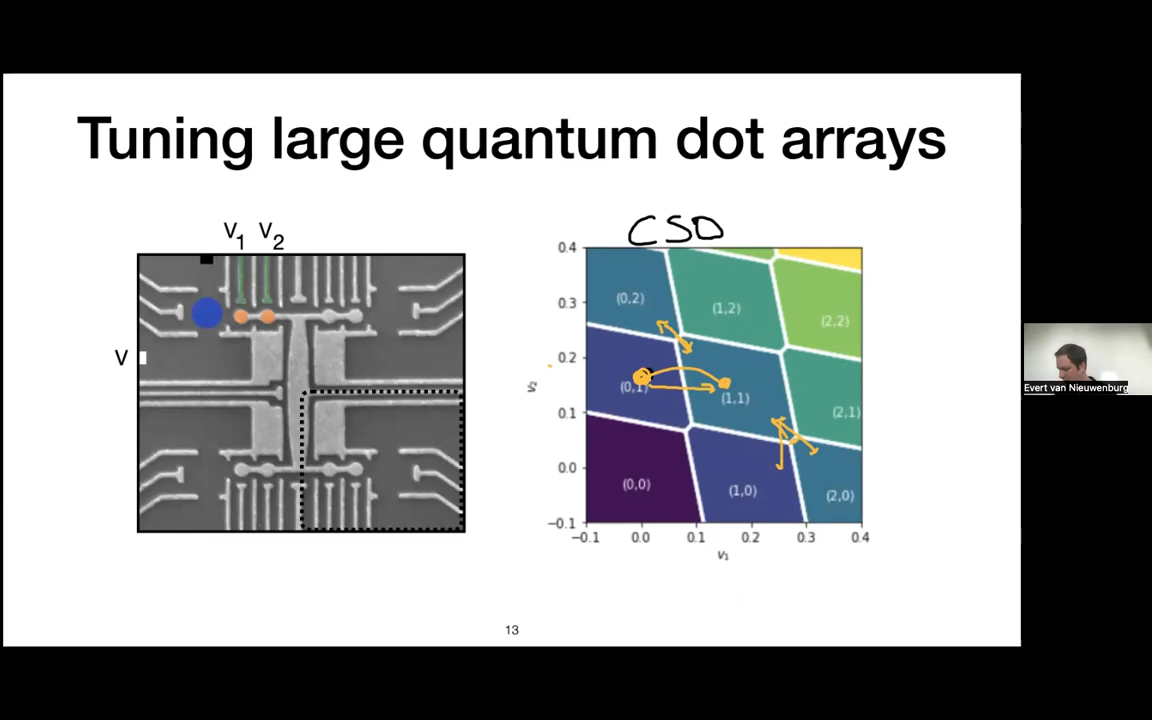 Tuning large quantum dot arrays
V1 V2
V
CSD
0.4
0.3
0.2
0.1
0.0
−0.1
v2
(0,2)
(1,2)
(2,2)
(0,1)
(1,1)
(2,1)
(0,0)
(1,0)
(2,0)
−0.1 0.0 0.1 0.2 0.3 0.4
v1
13
Evert van Nieuwenburg